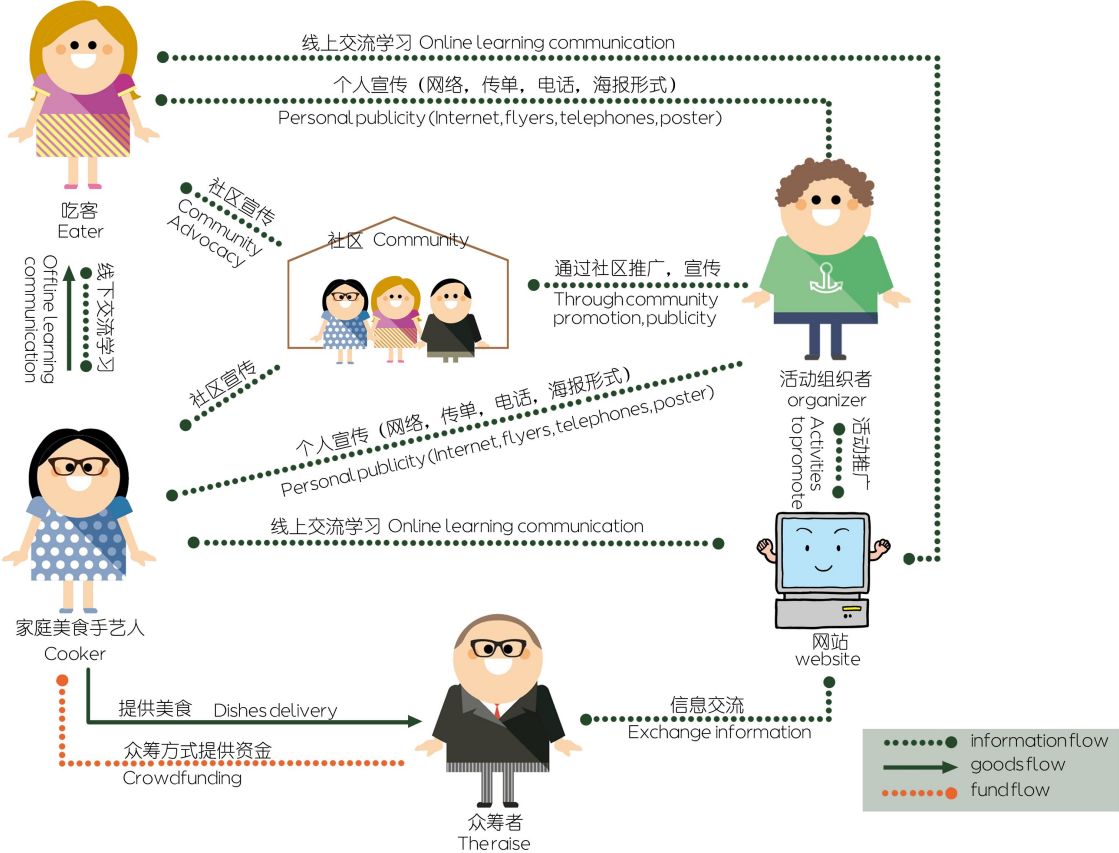 线上交流学习 Online learning communication
个人宣传（网络，传单，电话，海报形式）
Personal publicity (Internet, flyers, telephones, poster)
吃客
Eater
社区宣传
Community
Advocacy
社区 Community
通过社区推广，宣传
Through community
promotion, publicity
活动组织者
organizer
线下交流学习
Offline learning
communication
社区宣传
个人宣传（网络，传单，电话，海报形式）
Personal publicity (Internet, flyers, telephones, poster)
活动推广
Activities
to promote
线上交流学习 Online learning communication
家庭美食手艺人
Cooker
网站
website
提供美食 Dishes delivery
众筹方式提供资金
Crowdfunding
信息交流
Exchange information
众筹者
The raise
information flow
goods flow
fund flow